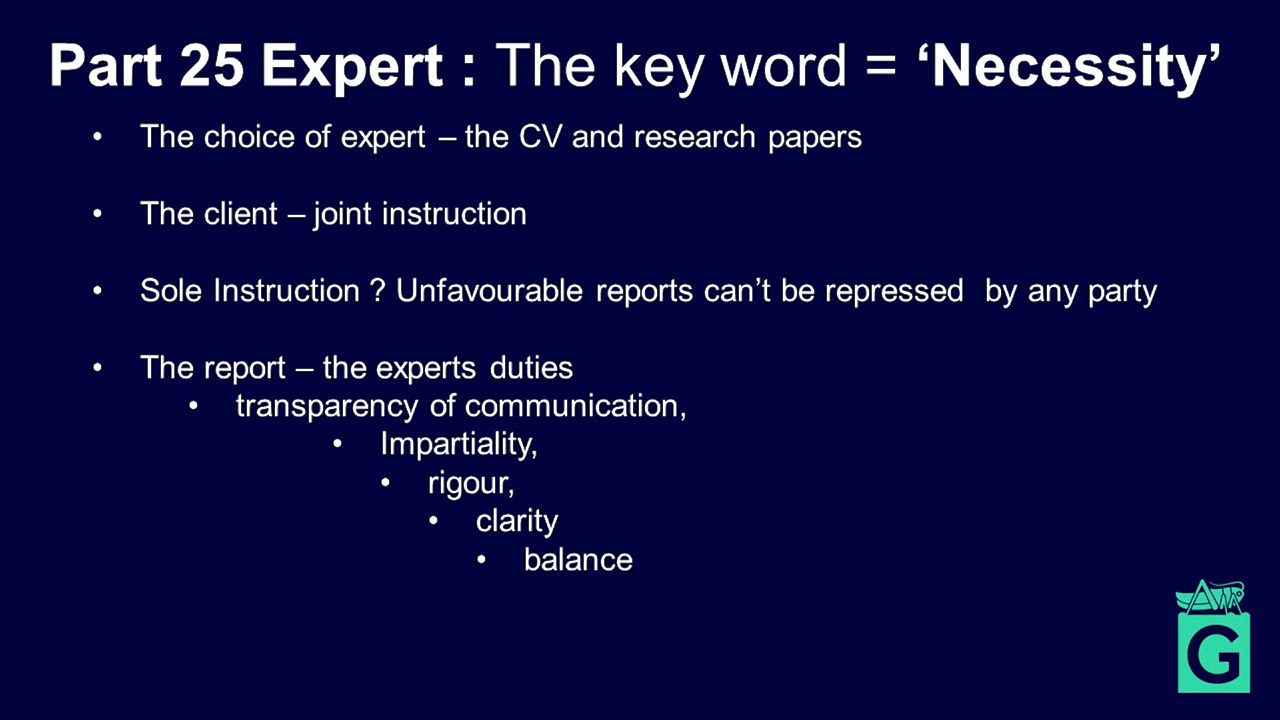 Part 25 Expert : The key word = ‘Necessity’
• The choice of expert – the CV and research papers
• The client – joint instruction
• Sole Instruction ? Unfavourable reports can’t be repressed by any party
• The report – the experts duties
• transparency of communication,
• Impartiality,
• rigour,
• clarity
• balance
G